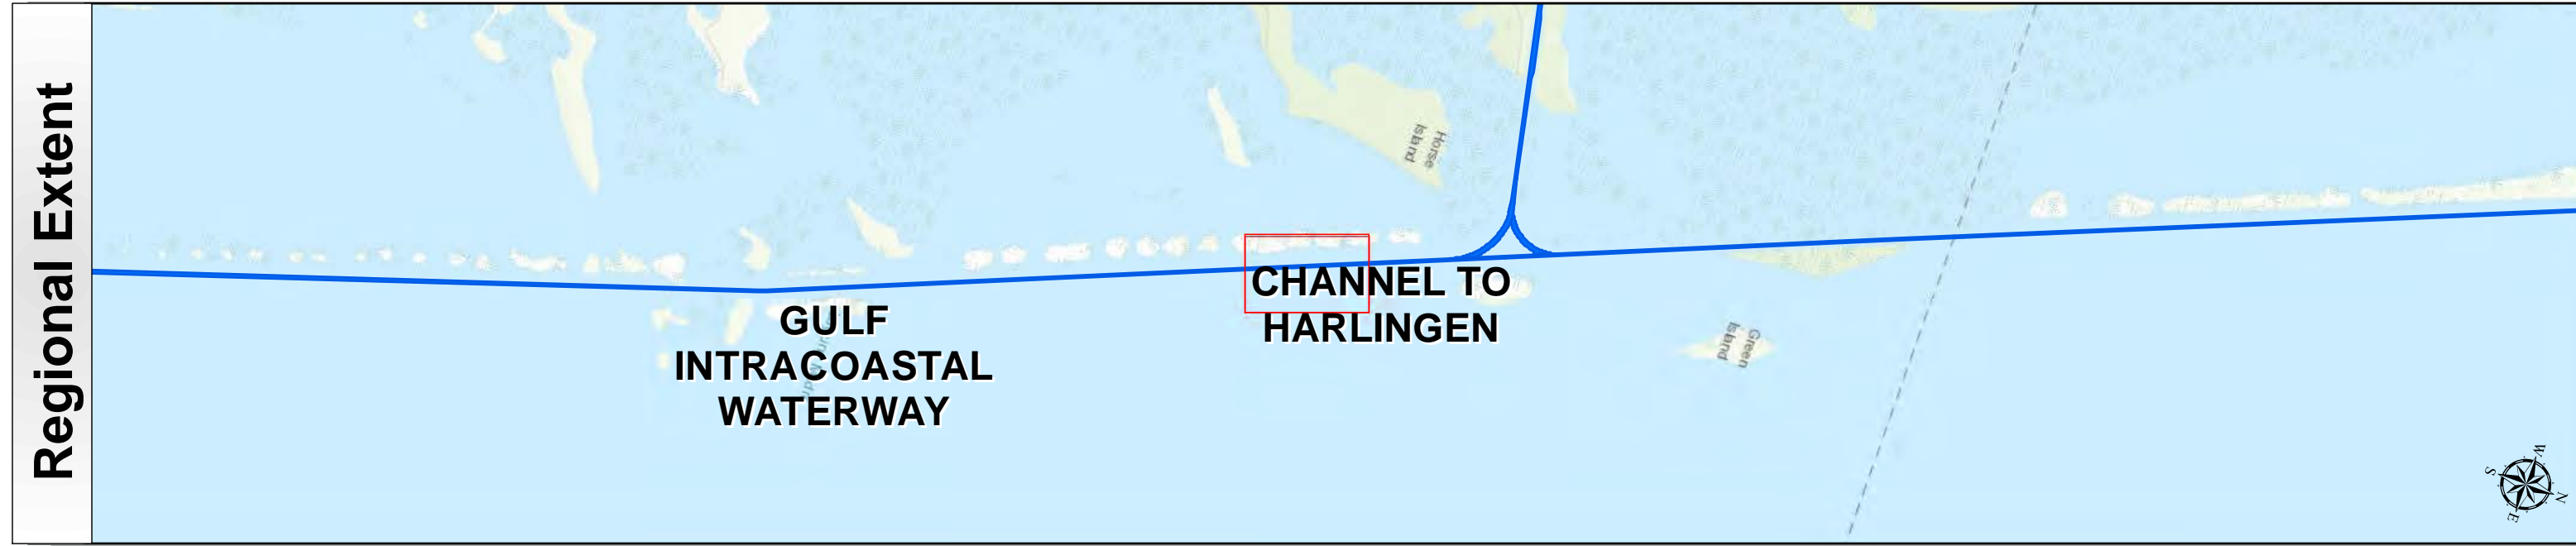 Regional Extent
Horse
Island
CHANNEL TO
HARLINGEN
GULF
INTRACOASTAL
WATERWAY
Green
Island
W
S
N
E